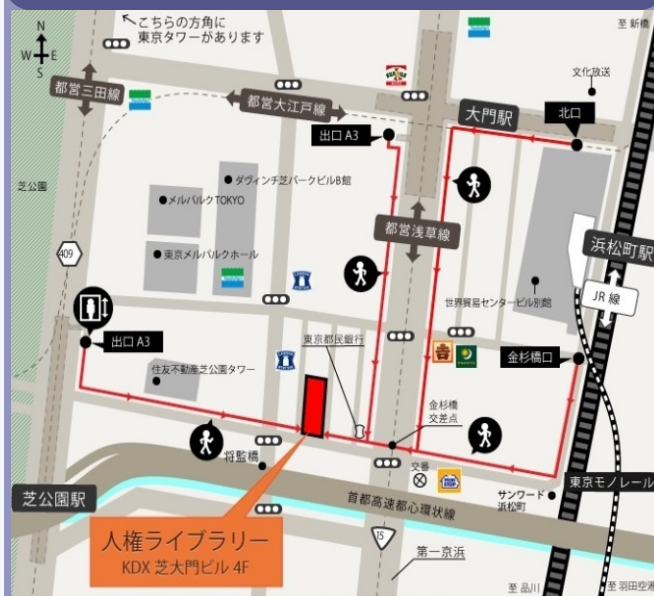 N
W E
S
こちらの方角に
東京タワーがあります
至 新橋
文化放送
都営三田線
都営大江戸線
大門駅
北口
出口 A3
芝公園
ダヴィンチ芝パークビルB館
メルパルクTOKYO
東京メルパルクホール
都営浅草線
浜松町駅
JR 線
世界貿易センタービル別館
409
出口 A3
東京都民銀行
金杉橋口
住友不動産芝公園タワー
金杉橋
交差点
将監橋
交番
東京モノレール
サンワード
浜松町
芝公園駅
首都高速都心環状線
人権ライブラリー
KDX 芝大門ビル 4F
15
第一京浜
至 品川
至 羽田空港